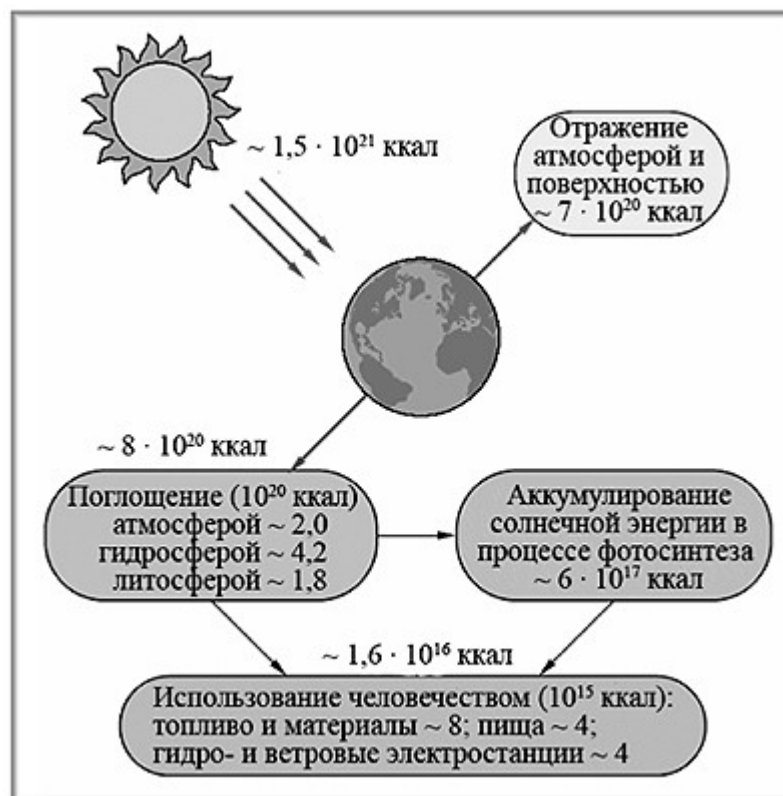 ~ 1,5 · 10²¹ ккал
Отражение
атмосферой и
поверхностью
~ 7 · 10²⁰ ккал
~ 8 · 10²⁰ ккал
Поглощение (10²⁰ ккал)
атмосферой ~ 2,0
гидросферой ~ 4,2
литосферой ~ 1,8
Аккумулирование
солнечной энергии в
процессе фотосинтеза
~ 6 · 10¹⁷ ккал
~ 1,6 · 10¹⁶ ккал
Использование человечеством (10¹⁵ ккал):
топливо и материалы ~ 8; пища ~ 4;
гидро- и ветровые электростанции ~ 4